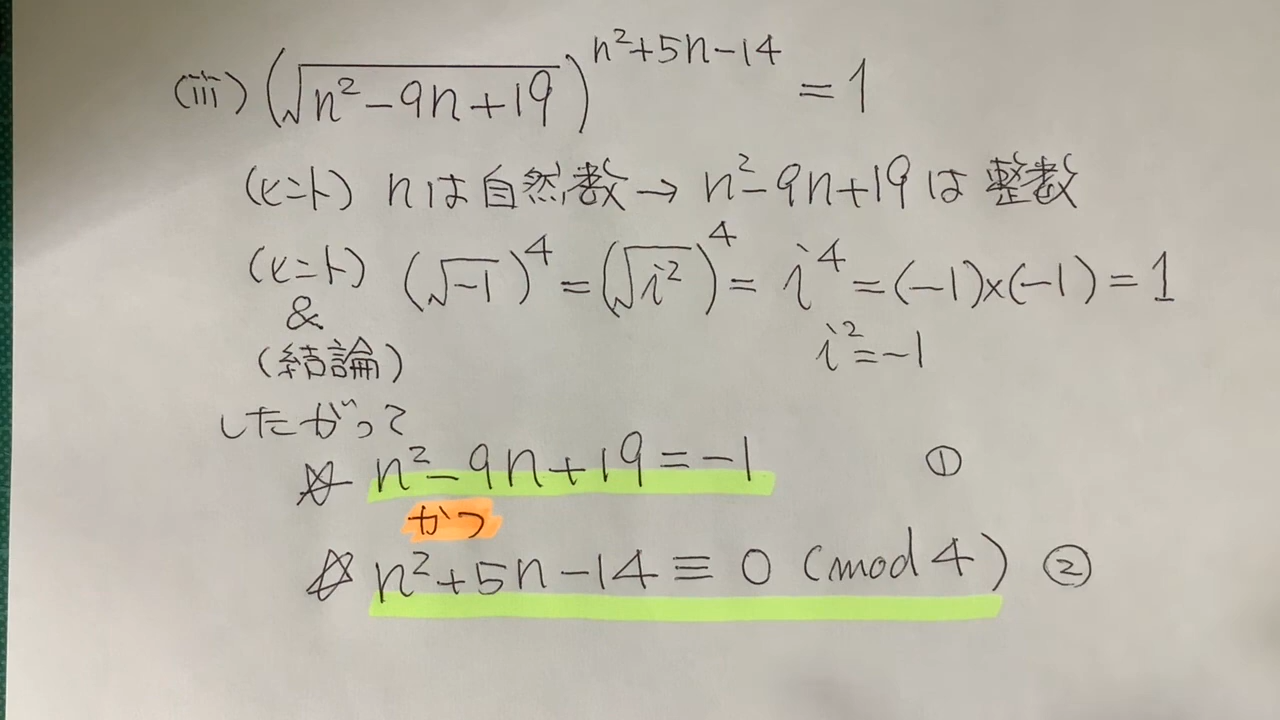 (iii) (√(n²-9n+19))^(n²+5n-14) = 1
(ヒント) nは自然数→n²-9n+19は整数
(ヒント) (√-1)⁴=(√i²)⁴=i⁴=(-1)×(-1)=1
&
i²=-1
(結論)
したがって
☆ n²-9n+19=-1 ①
かつ
☆ n²+5n-14≡0 (mod 4) ②